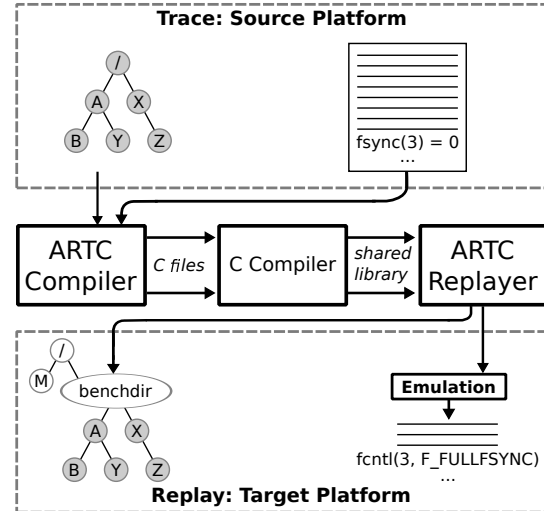 Trace: Source Platform
/
A X
B Y Z
fsync(3) = 0
...
ARTC
Compiler
C files
C Compiler
shared
library
ARTC
Replayer
/
M
benchdir
A X
B Y Z
Emulation
fcntl(3, F_FULLFSYNC)
...
Replay: Target Platform